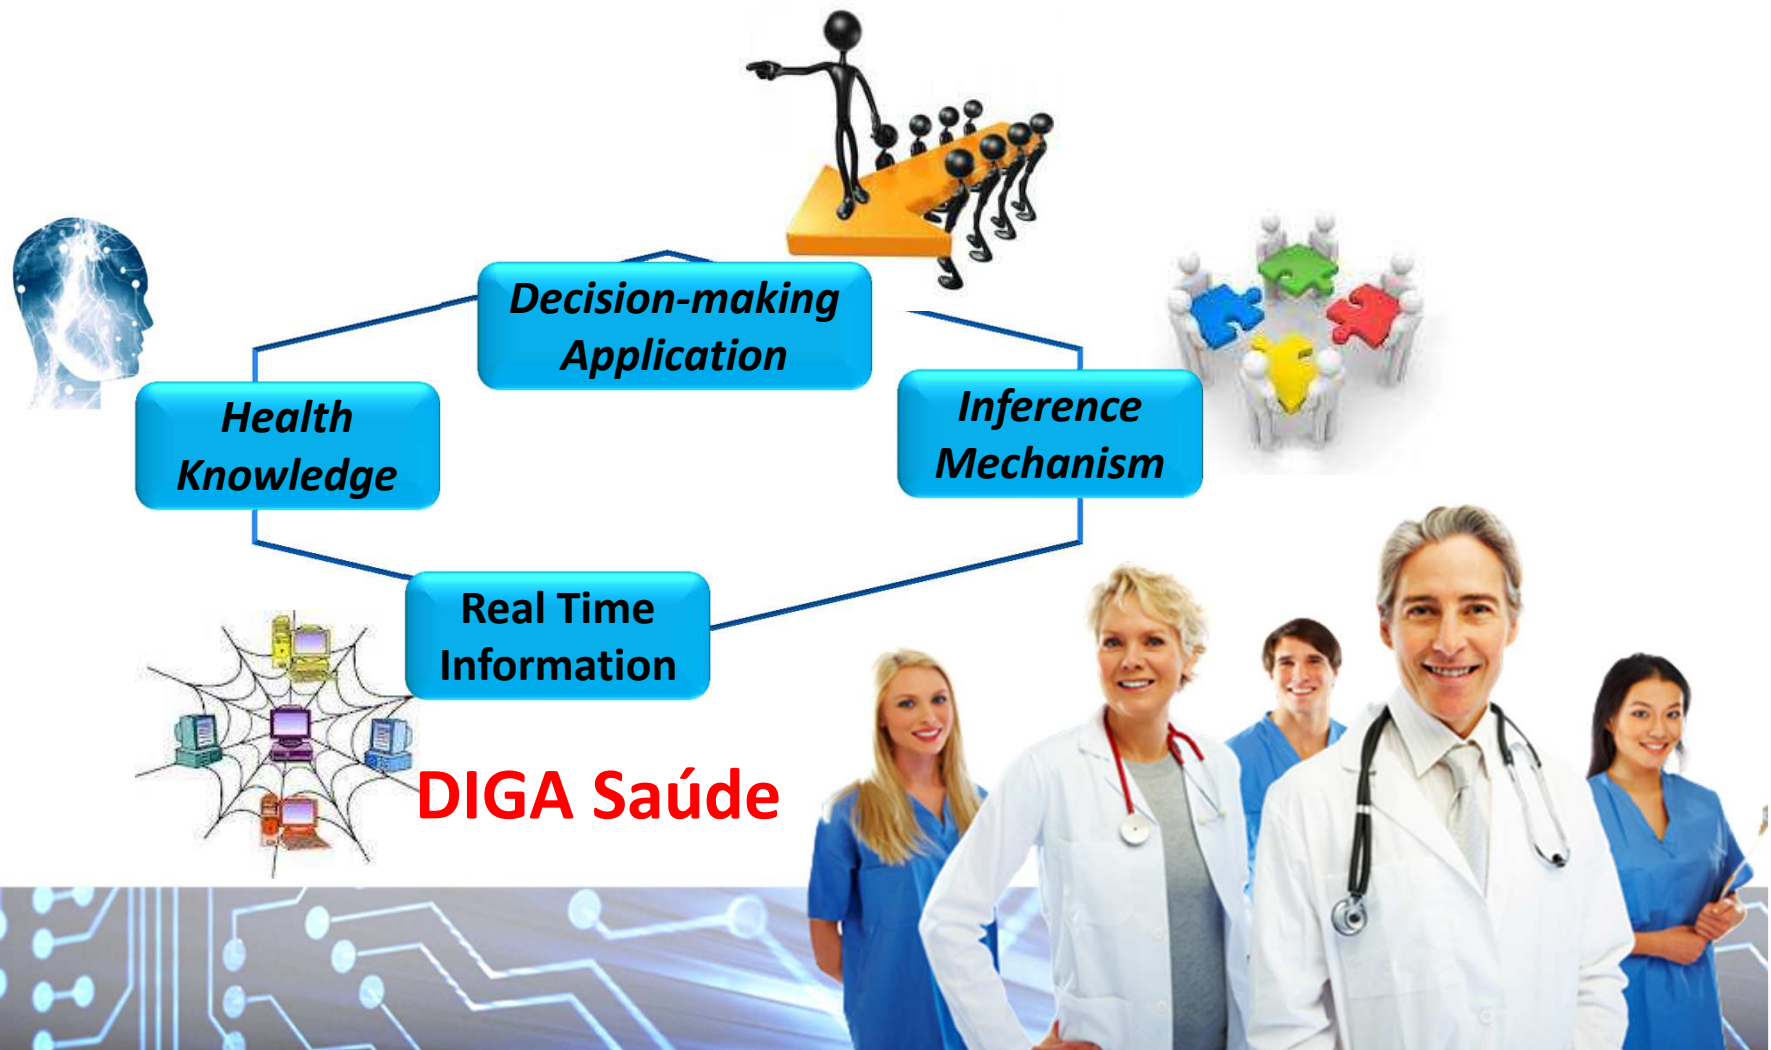 Decision-making
Application
Health
Knowledge
Inference
Mechanism
Real Time
Information
DIGA Saúde